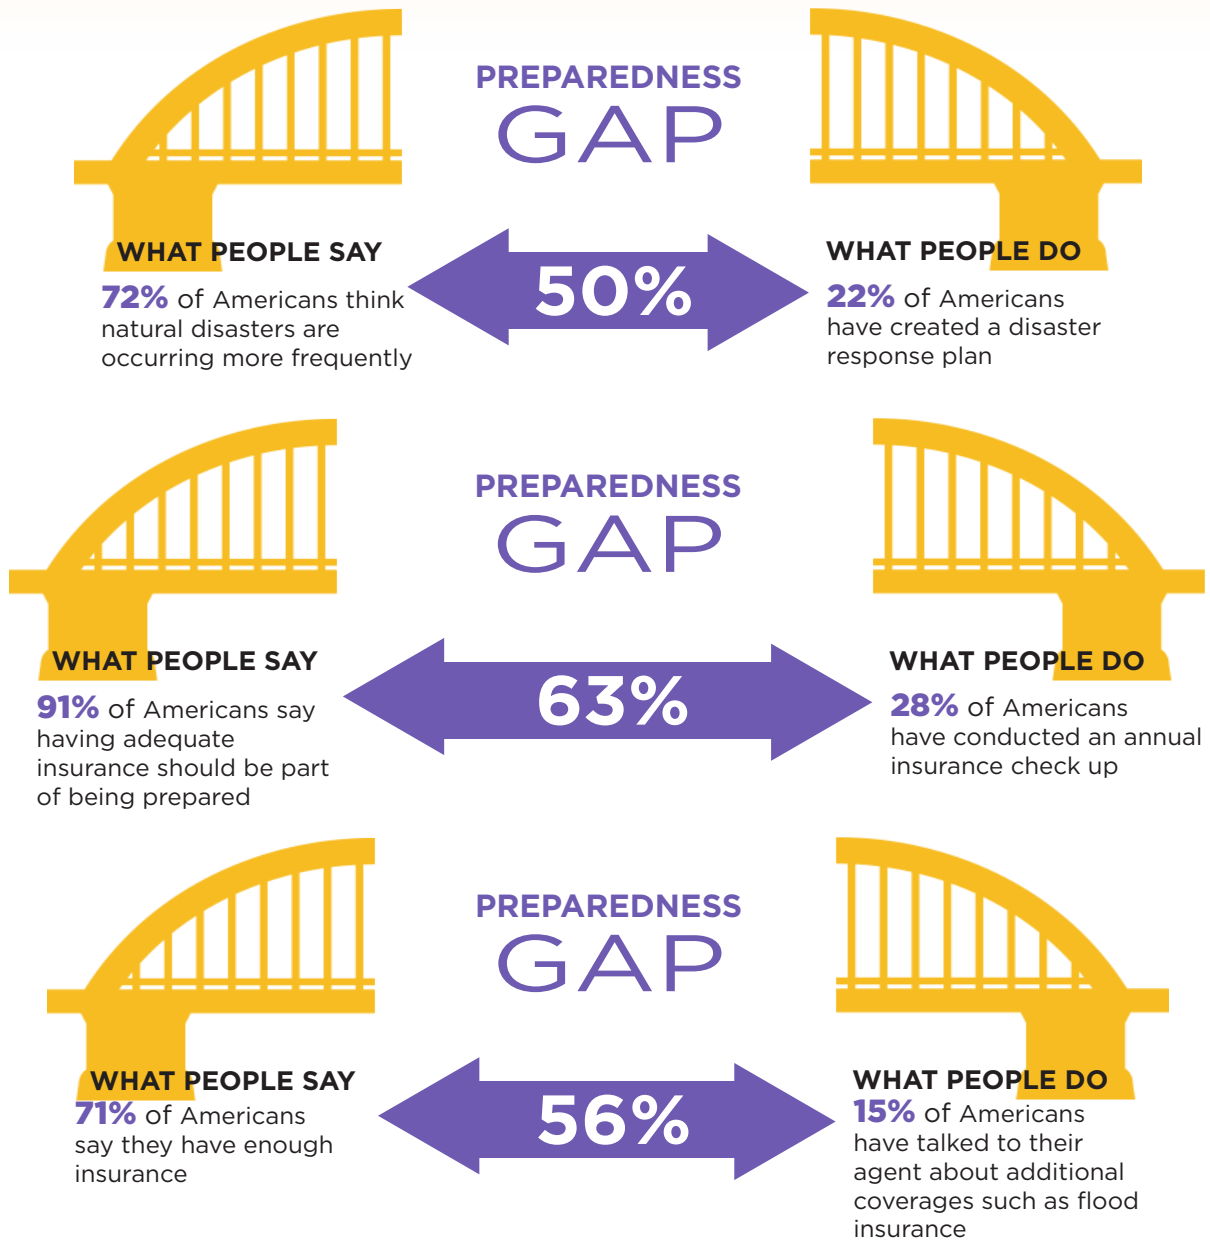 PREPAREDNESS
GAP
WHAT PEOPLE SAY
72% of Americans think
natural disasters are
occurring more frequently
50%
WHAT PEOPLE DO
22% of Americans
have created a disaster
response plan
PREPAREDNESS
GAP
WHAT PEOPLE SAY
91% of Americans say
having adequate
insurance should be part
of being prepared
63%
WHAT PEOPLE DO
28% of Americans
have conducted an annual
insurance check up
PREPAREDNESS
GAP
WHAT PEOPLE SAY
71% of Americans
say they have enough
insurance
56%
WHAT PEOPLE DO
15% of Americans
have talked to their
agent about additional
coverages such as flood
insurance